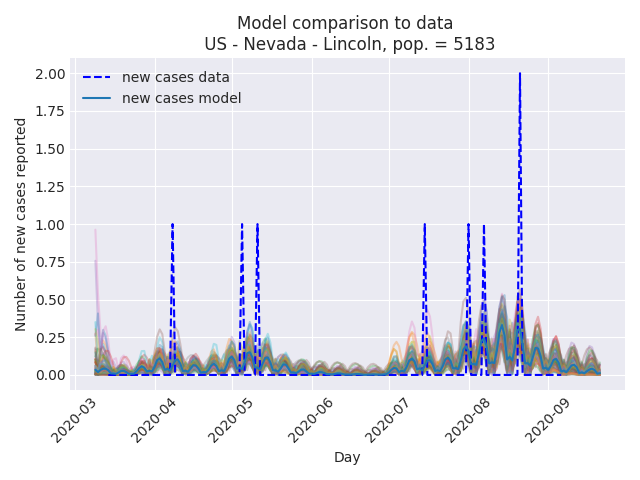 Model comparison to data
US - Nevada - Lincoln, pop. = 5183
new cases data
new cases model
Number of new cases reported
2.00
1.75
1.50
1.25
1.00
0.75
0.50
0.25
0.00
2020-03
2020-04
2020-05
2020-06
2020-07
2020-08
2020-09
Day